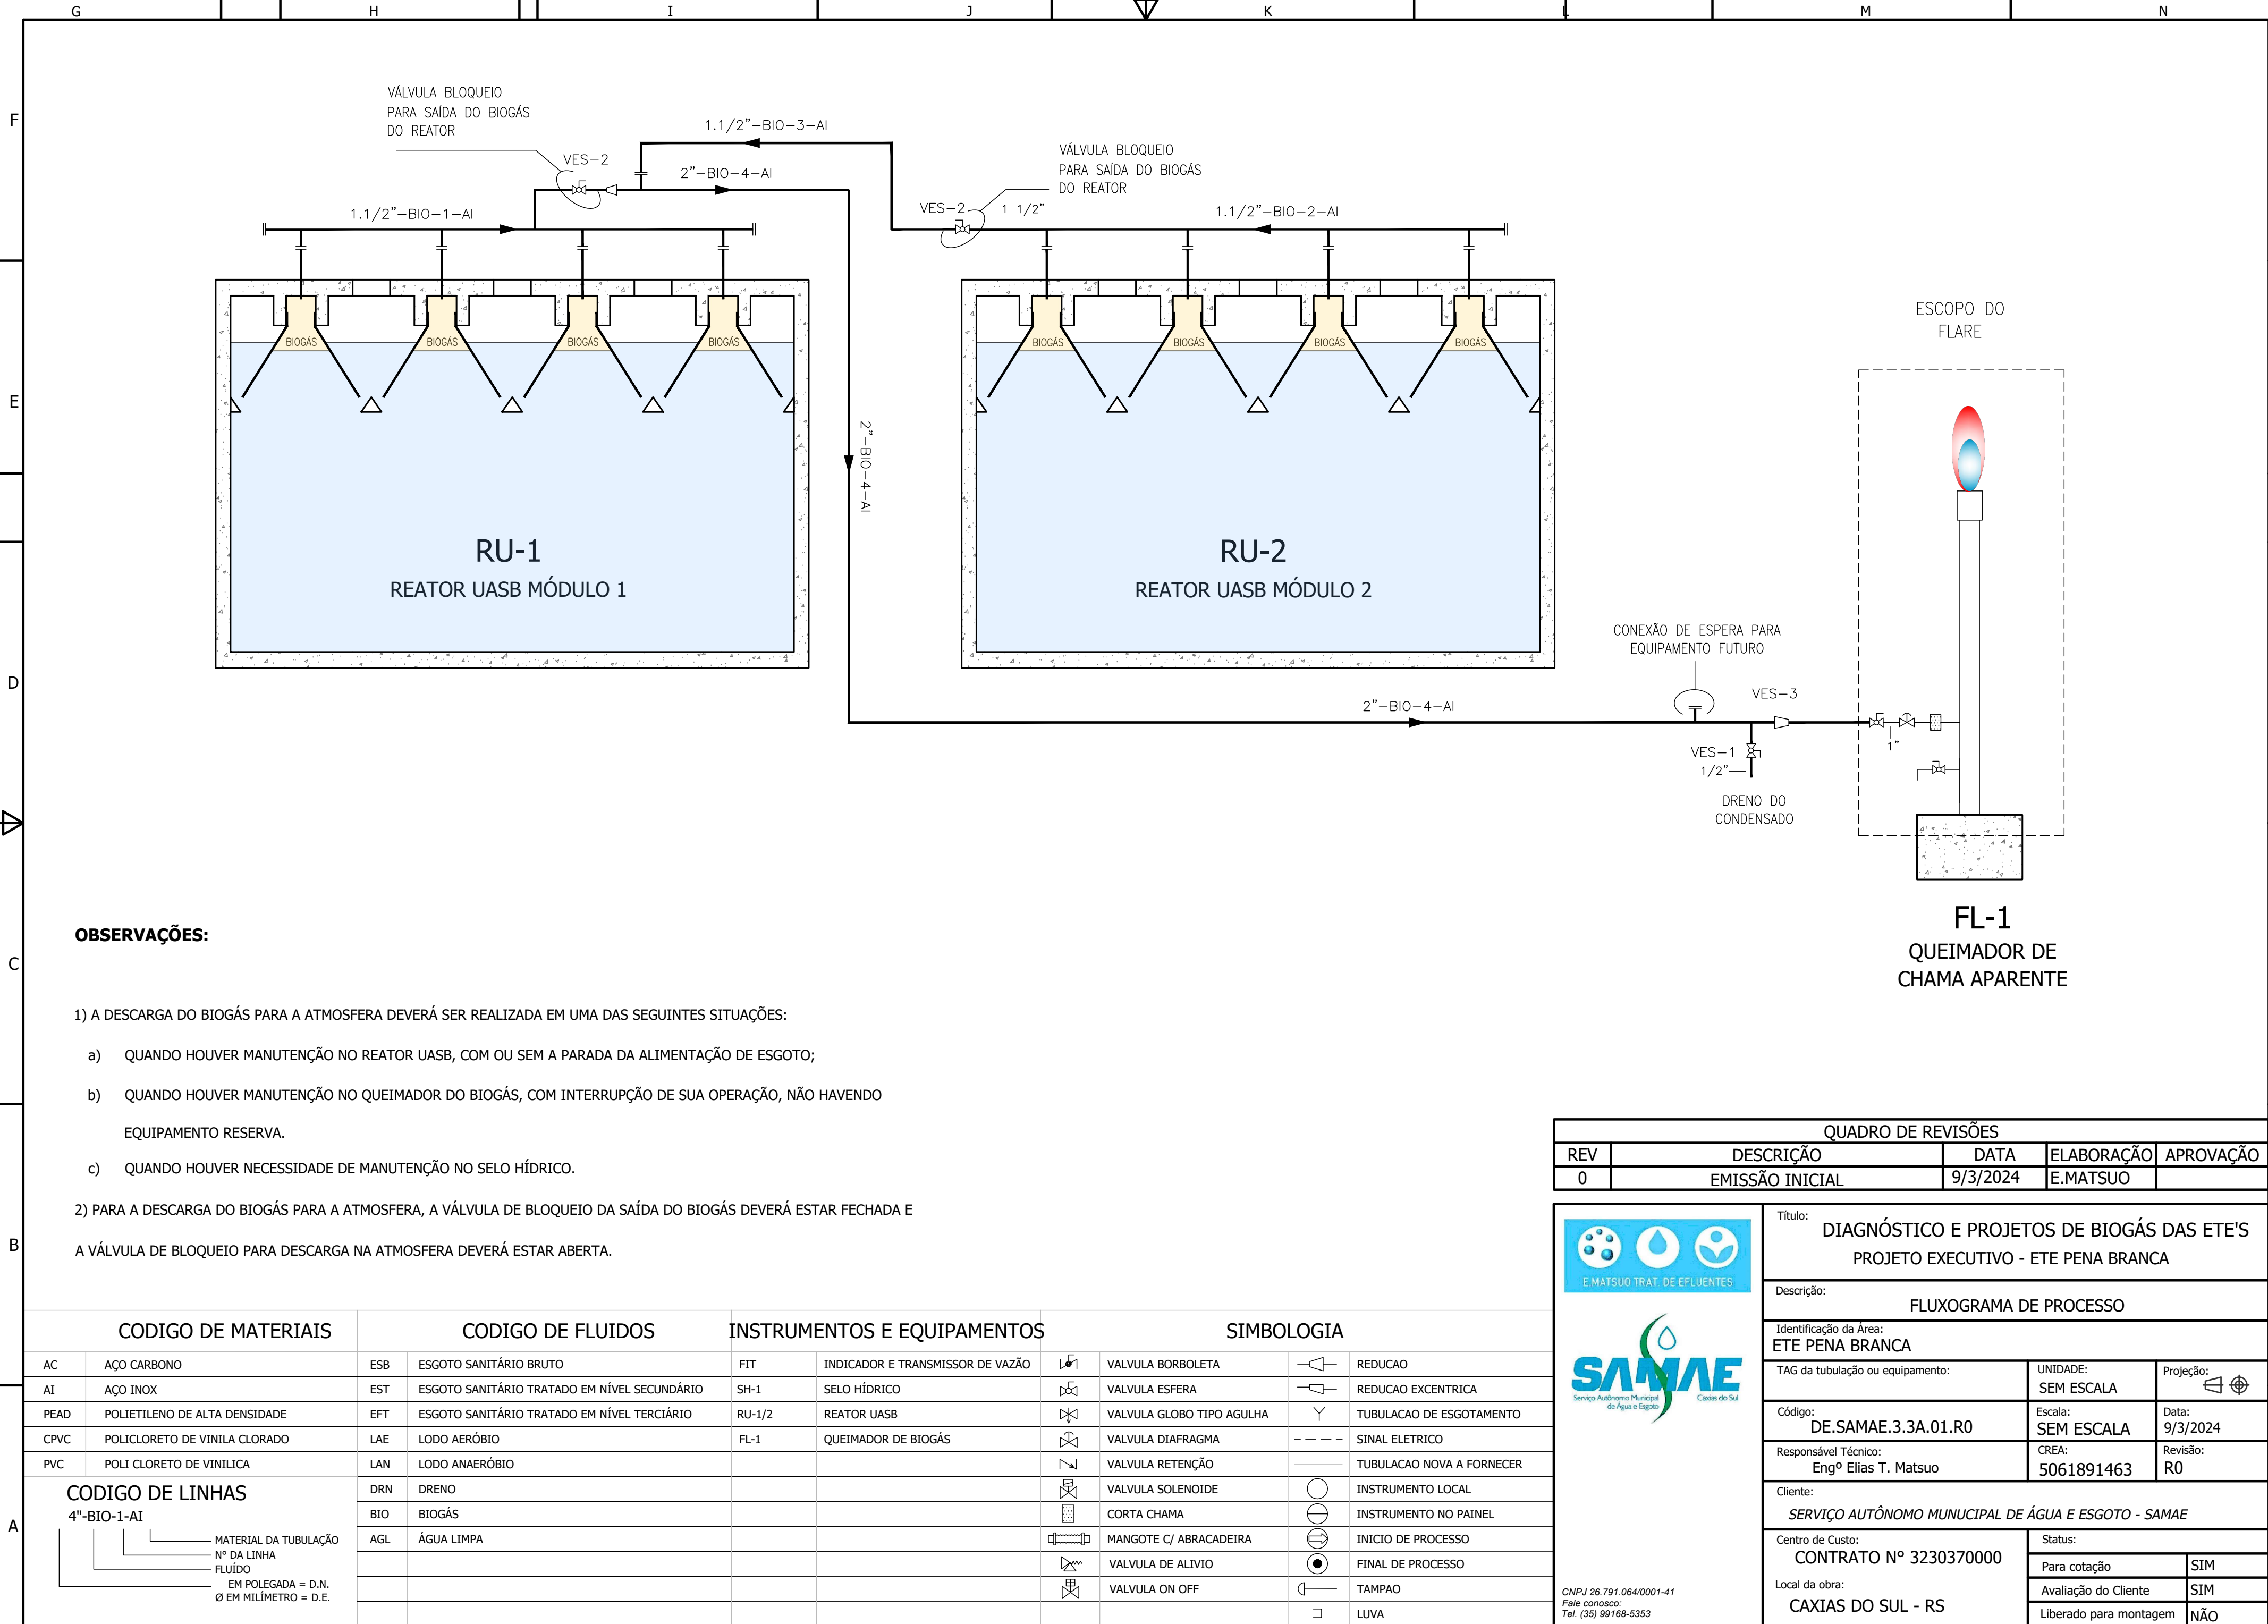 G H I J K L M N
F
E
D
C
B
A
VÁLVULA BLOQUEIO
PARA SAÍDA DO BIOGÁS
DO REATOR
VES-2
1.1/2"-BIO-3-AI
2"-BIO-4-AI
1.1/2"-BIO-1-AI
VÁLVULA BLOQUEIO
PARA SAÍDA DO BIOGÁS
DO REATOR
VES-2
1 1/2"
1.1/2"-BIO-2-AI
BIOGÁS BIOGÁS BIOGÁS BIOGÁS
BIOGÁS BIOGÁS BIOGÁS BIOGÁS
2"-BIO-4-AI
RU-1
REATOR UASB MÓDULO 1
RU-2
REATOR UASB MÓDULO 2
ESCOPO DO
FLARE
CONEXÃO DE ESPERA PARA
EQUIPAMENTO FUTURO
VES-3
2"-BIO-4-AI
1"
VES-1
1/2"
DRENO DO
CONDENSADO
FL-1
QUEIMADOR DE
CHAMA APARENTE
OBSERVAÇÕES:
1) A DESCARGA DO BIOGÁS PARA A ATMOSFERA DEVERÁ SER REALIZADA EM UMA DAS SEGUINTES SITUAÇÕES:
a) QUANDO HOUVER MANUTENÇÃO NO REATOR UASB, COM OU SEM A PARADA DA ALIMENTAÇÃO DE ESGOTO;
b) QUANDO HOUVER MANUTENÇÃO NO QUEIMADOR DO BIOGÁS, COM INTERRUPÇÃO DE SUA OPERAÇÃO, NÃO HAVENDO
EQUIPAMENTO RESERVA.
c) QUANDO HOUVER NECESSIDADE DE MANUTENÇÃO NO SELO HÍDRICO.
2) PARA A DESCARGA DO BIOGÁS PARA A ATMOSFERA, A VÁLVULA DE BLOQUEIO DA SAÍDA DO BIOGÁS DEVERÁ ESTAR FECHADA E
A VÁLVULA DE BLOQUEIO PARA DESCARGA NA ATMOSFERA DEVERÁ ESTAR ABERTA.
CODIGO DE MATERIAIS
AC AÇO CARBONO
AI AÇO INOX
PEAD POLIETILENO DE ALTA DENSIDADE
CPVC POLICLORETO DE VINILA CLORADO
PVC POLI CLORETO DE VINILICA
CODIGO DE LINHAS
4"-BIO-1-AI
MATERIAL DA TUBULAÇÃO
Nº DA LINHA
FLUÍDO
EM POLEGADA = D.N.
Ø EM MILÍMETRO = D.E.
CODIGO DE FLUIDOS
ESB ESGOTO SANITÁRIO BRUTO
EST ESGOTO SANITÁRIO TRATADO EM NÍVEL SECUNDÁRIO
EFT ESGOTO SANITÁRIO TRATADO EM NÍVEL TERCIÁRIO
LAE LODO AERÓBIO
LAN LODO ANAERÓBIO
DRN DRENO
BIO BIOGÁS
AGL ÁGUA LIMPA
INSTRUMENTOS E EQUIPAMENTOS
FIT INDICADOR E TRANSMISSOR DE VAZÃO
SH-1 SELO HÍDRICO
RU-1/2 REATOR UASB
FL-1 QUEIMADOR DE BIOGÁS
SIMBOLOGIA
VALVULA BORBOLETA
VALVULA ESFERA
VALVULA GLOBO TIPO AGULHA
VALVULA DIAFRAGMA
VALVULA RETENÇÃO
VALVULA SOLENOIDE
CORTA CHAMA
MANGOTE C/ ABRACADEIRA
VALVULA DE ALIVIO
VALVULA ON OFF
REDUCAO
REDUCAO EXCENTRICA
TUBULACAO DE ESGOTAMENTO
SINAL ELETRICO
TUBULACAO NOVA A FORNECER
INSTRUMENTO LOCAL
INSTRUMENTO NO PAINEL
INICIO DE PROCESSO
FINAL DE PROCESSO
TAMPAO
LUVA
QUADRO DE REVISÕES
REV DESCRIÇÃO DATA ELABORAÇÃO APROVAÇÃO
0 EMISSÃO INICIAL 9/3/2024 E.MATSUO
E.MATSUO TRAT. DE EFLUENTES
SAMAE
Serviço Autônomo Municipal
de Água e Esgoto
Caxias do Sul
CNPJ 26.791.064/0001-41
Fale conosco:
Tel. (35) 99168-5353
Título:
DIAGNÓSTICO E PROJETOS DE BIOGÁS DAS ETE'S
PROJETO EXECUTIVO - ETE PENA BRANCA
Descrição:
FLUXOGRAMA DE PROCESSO
Identificação da Área:
ETE PENA BRANCA
TAG da tubulação ou equipamento:
UNIDADE:
SEM ESCALA
Projeção:
Código:
DE.SAMAE.3.3A.01.R0
Escala:
SEM ESCALA
Data:
9/3/2024
Responsável Técnico:
Engº Elias T. Matsuo
CREA:
5061891463
Revisão:
R0
Cliente:
SERVIÇO AUTÔNOMO MUNUCIPAL DE ÁGUA E ESGOTO - SAMAE
Centro de Custo:
CONTRATO Nº 3230370000
Local da obra:
CAXIAS DO SUL - RS
Status:
Para cotação SIM
Avaliação do Cliente SIM
Liberado para montagem NÃO